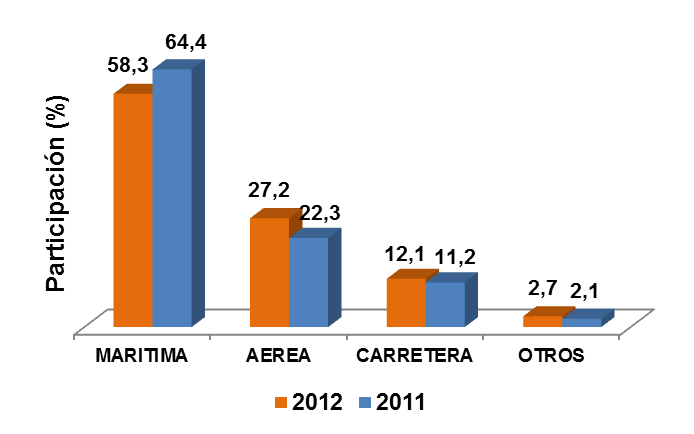 Participación (%)
58,3 64,4
27,2 22,3
12,1 11,2
2,7 2,1
MARITIMA AEREA CARRETERA OTROS
2012 2011